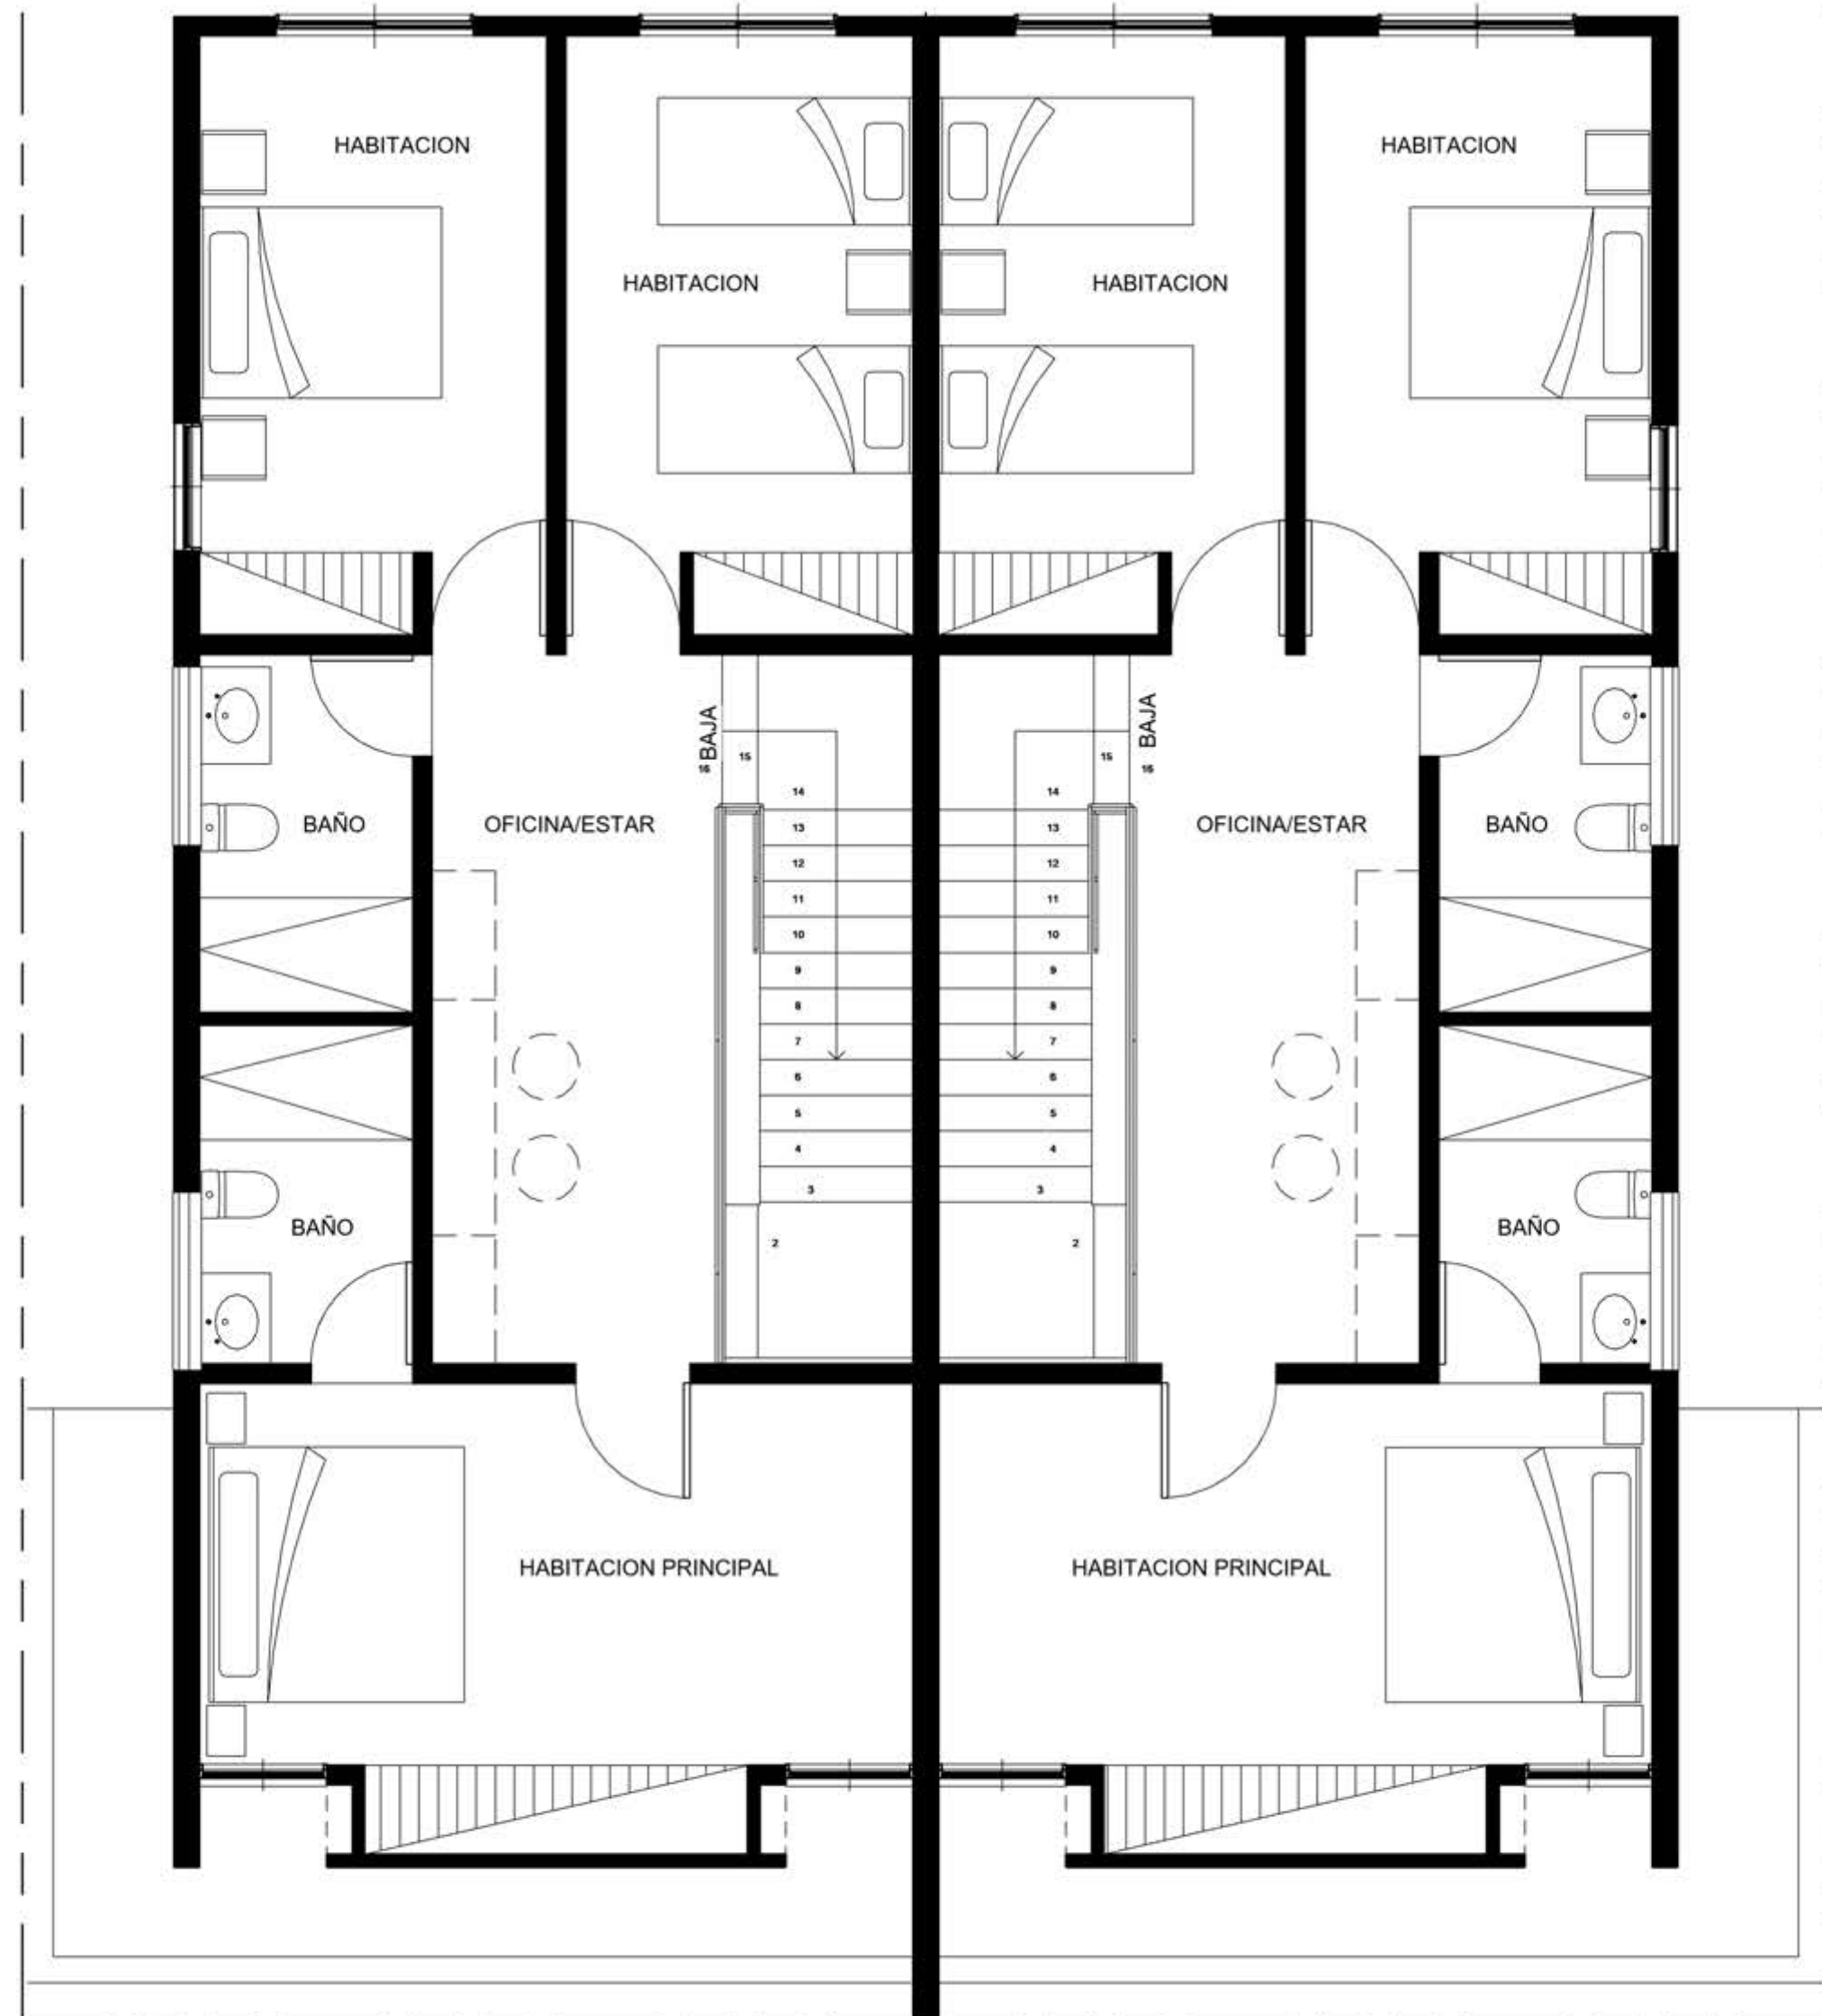 HABITACION
HABITACION
HABITACION
HABITACION
BAJA
BAJA
16
15
15
16
14
14
13
13
BAÑO
OFICINA/ESTAR
OFICINA/ESTAR
BAÑO
12
12
11
11
10
10
9
9
8
8
7
7
6
6
5
5
4
4
3
3
BAÑO
BAÑO
2
2
HABITACION PRINCIPAL
HABITACION PRINCIPAL